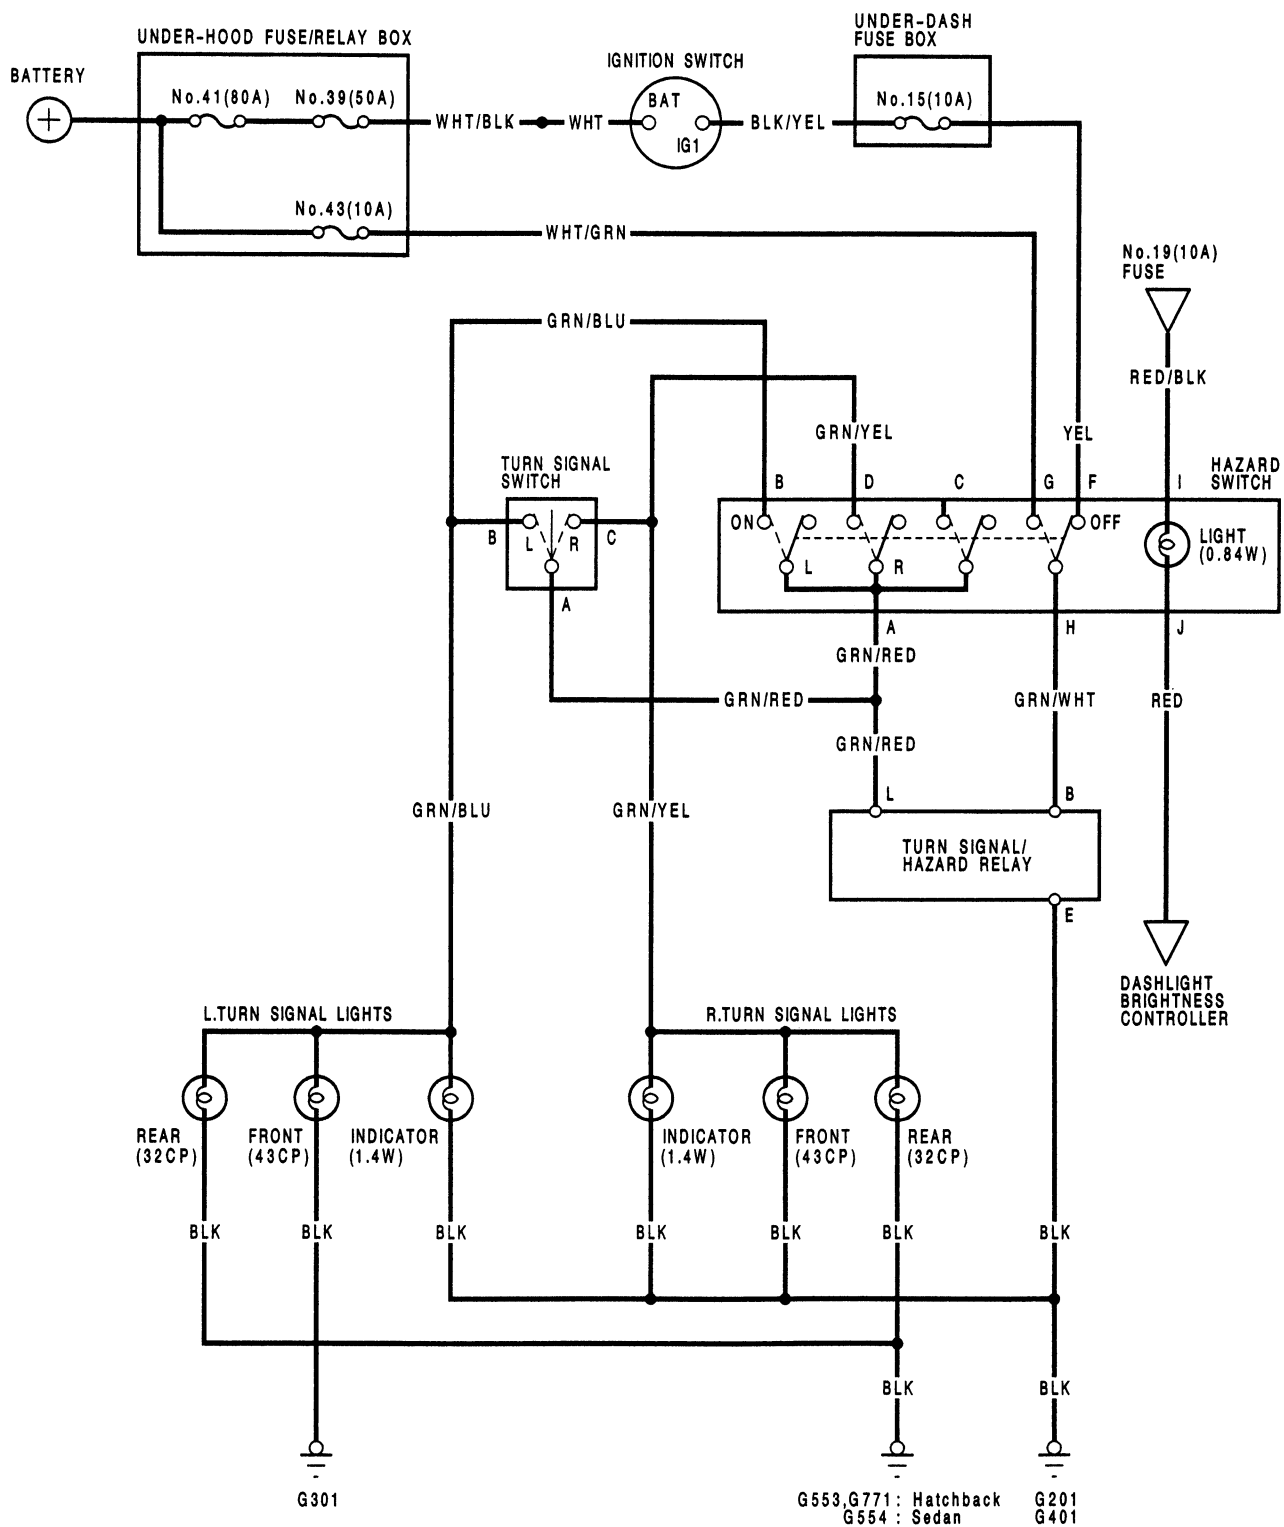 UNDER-DASH
FUSE BOX
UNDER-HOOD FUSE/RELAY BOX
IGNITION SWITCH
BATTERY
No.41(80A)
No.39(50A)
BAT
No.15(10A)
WHT/BLK
WHT
BLK/YEL
IG1
No.43(10A)
WHT/GRN
No.19(10A)
FUSE
GRN/BLU
RED/BLK
GRN/YEL
YEL
TURN SIGNAL
SWITCH
HAZARD
SWITCH
B
D
C
G
F
I
ON
OFF
LIGHT
(0.84W)
B
L
R
C
L
R
A
A
H
J
GRN/RED
GRN/RED
GRN/WHT
RED
GRN/RED
L
B
GRN/BLU
GRN/YEL
TURN SIGNAL/
HAZARD RELAY
E
DASHLIGHT
BRIGHTNESS
CONTROLLER
L.TURN SIGNAL LIGHTS
R.TURN SIGNAL LIGHTS
REAR
(32CP)
FRONT
(43CP)
INDICATOR
(1.4W)
INDICATOR
(1.4W)
FRONT
(43CP)
REAR
(32CP)
BLK
BLK
BLK
BLK
BLK
BLK
BLK
BLK
BLK
G301
G553,G771: Hatchback
G554 : Sedan
G201
G401